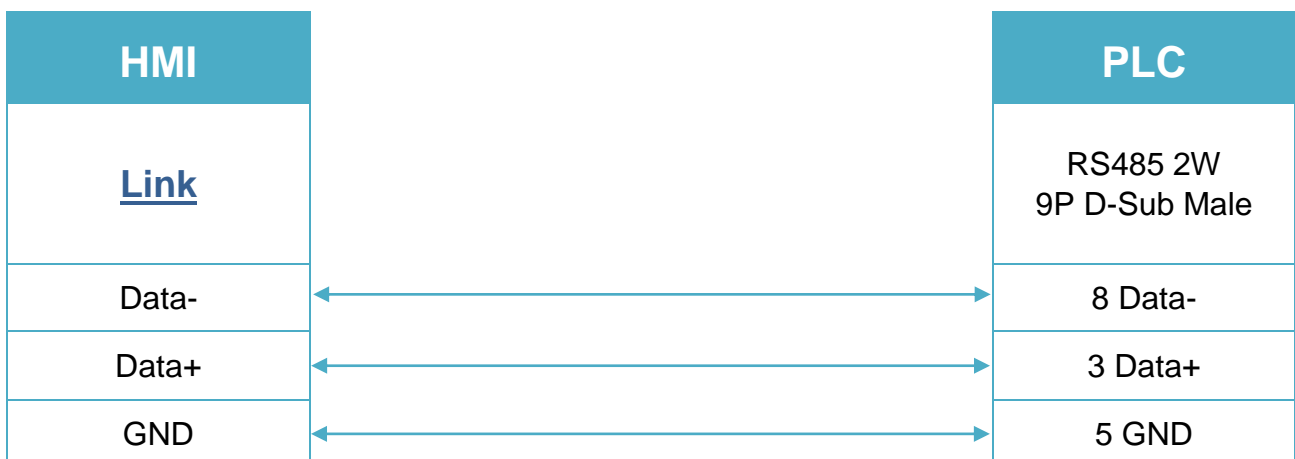 HMI
PLC
Link
RS485 2W
9P D-Sub Male
Data-
8 Data-
Data+
3 Data+
GND
5 GND